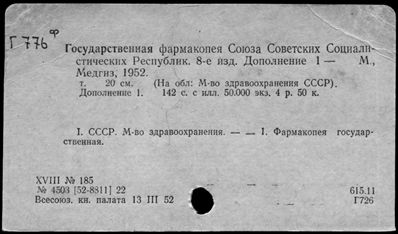 Г 776 ф
Государственная фармакопея Союза Советских Социали-
стических Республик. 8-е изд. Дополнение 1— М.,
Медгиз, 1952.
т. 20 см. (На обл: М-во здравоохранения СССР).
Дополнение 1. 142 с. с илл. 50.000 экз. 4 р. 50 к.
I. СССР. М-во здравоохранения. — — 1. Фармакопея государ-
ственная.
XVIII № 185
№ 4503 [52-8811] 22
615.11
Всесоюз. кн. палата 13 III 52
Г726